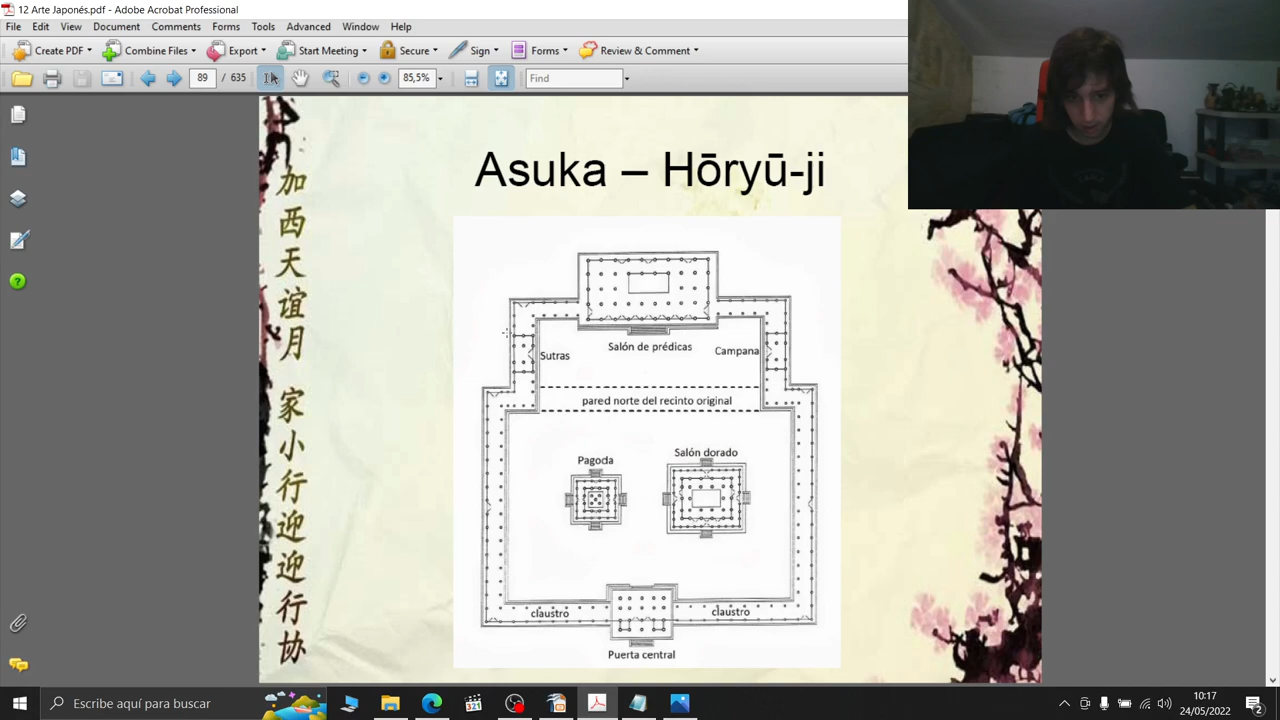 12 Arte Japonés.pdf - Adobe Acrobat Professional
File Edit View Document Comments Forms Tools Advanced Window Help
Create PDF Combine Files Export Start Meeting Secure Sign Forms Review & Comment
89 / 635 85,5% Find
Asuka – Hōryū-ji
加
西
天
谊
月
家
小
行
迎
迎
行
协
Sutras
Salón de prédicas
Campana
pared norte del recinto original
Pagoda
Salón dorado
claustro
claustro
Puerta central
Escribe aquí para buscar
321
10:17
24/05/2022
2